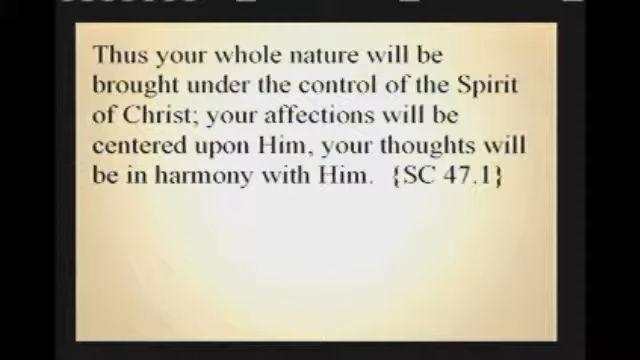 Thus your whole nature will be
brought under the control of the Spirit
of Christ; your affections will be
centered upon Him, your thoughts will
be in harmony with Him.  {SC 47.1}